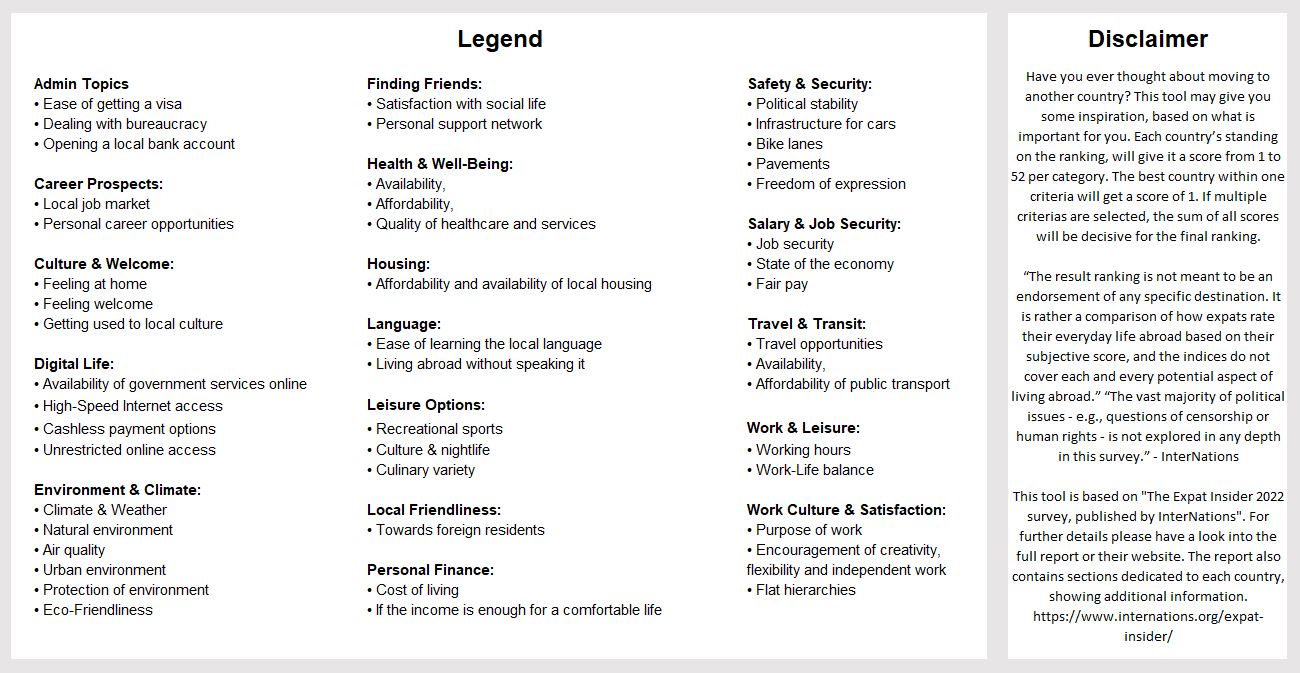 Legend
Admin Topics
• Ease of getting a visa
• Dealing with bureaucracy
• Opening a local bank account
Career Prospects:
• Local job market
• Personal career opportunities
Culture & Welcome:
• Feeling at home
• Feeling welcome
• Getting used to local culture
Digital Life:
• Availability of government services online
• High-Speed Internet access
• Cashless payment options
• Unrestricted online access
Environment & Climate:
• Climate & Weather
• Natural environment
• Air quality
• Urban environment
• Protection of environment
• Eco-Friendliness
Finding Friends:
• Satisfaction with social life
• Personal support network
Health & Well-Being:
• Availability,
• Affordability,
• Quality of healthcare and services
Housing:
• Affordability and availability of local housing
Language:
• Ease of learning the local language
• Living abroad without speaking it
Leisure Options:
• Recreational sports
• Culture & nightlife
• Culinary variety
Local Friendliness:
• Towards foreign residents
Personal Finance:
• Cost of living
• If the income is enough for a comfortable life
Safety & Security:
• Political stability
• Infrastructure for cars
• Bike lanes
• Pavements
• Freedom of expression
Salary & Job Security:
• Job security
• State of the economy
• Fair pay
Travel & Transit:
• Travel opportunities
• Availability,
• Affordability of public transport
Work & Leisure:
• Working hours
• Work-Life balance
Work Culture & Satisfaction:
• Purpose of work
• Encouragement of creativity,
flexibility and independent work
• Flat hierarchies
Disclaimer
Have you ever thought about moving to
another country? This tool may give you
some inspiration, based on what is
important for you. Each country’s standing
on the ranking, will give it a score from 1 to
52 per category. The best country within one
criteria will get a score of 1. If multiple
criterias are selected, the sum of all scores
will be decisive for the final ranking.
“The result ranking is not meant to be an
endorsement of any specific destination. It
is rather a comparison of how expats rate
their everyday life abroad based on their
subjective score, and the indices do not
cover each and every potential aspect of
living abroad.” “The vast majority of political
issues - e.g., questions of censorship or
human rights - is not explored in any depth
in this survey.” - InterNations
This tool is based on "The Expat Insider 2022
survey, published by InterNations". For
further details please have a look into the
full report or their website. The report also
contains sections dedicated to each country,
showing additional information.
https://www.internations.org/expat-
insider/